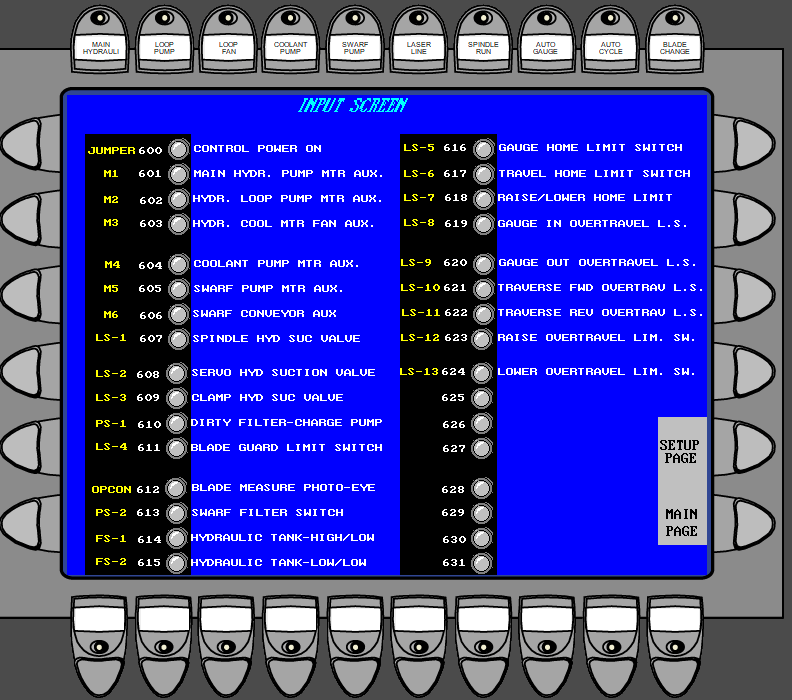 MAIN HYDRAULI
LOOP PUMP
LOOP FAN
COOLANT PUMP
SWARF PUMP
LASER LINE
SPINDLE RUN
AUTO GAUGE
AUTO CYCLE
BLADE CHANGE
INPUT SCREEN
JUMPER 600 CONTROL POWER ON
M1 601 MAIN HYDR. PUMP MTR AUX.
M2 602 HYDR. LOOP PUMP MTR AUX.
M3 603 HYDR. COOL MTR FAN AUX.
M4 604 COOLANT PUMP MTR AUX.
M5 605 SWARF PUMP MTR AUX.
M6 606 SWARF CONVEYOR AUX
LS-1 607 SPINDLE HYD SUC VALVE
LS-2 608 SERVO HYD SUCTION VALVE
LS-3 609 CLAMP HYD SUC VALVE
PS-1 610 DIRTY FILTER-CHARGE PUMP
LS-4 611 BLADE GUARD LIMIT SWITCH
OPCON 612 BLADE MEASURE PHOTO-EYE
PS-2 613 SWARF FILTER SWITCH
FS-1 614 HYDRAULIC TANK-HIGH/LOW
FS-2 615 HYDRAULIC TANK-LOW/LOW
LS-5 616 GAUGE HOME LIMIT SWITCH
LS-6 617 TRAVEL HOME LIMIT SWITCH
LS-7 618 RAISE/LOWER HOME LIMIT
LS-8 619 GAUGE IN OVERTRAVEL L.S.
LS-9 620 GAUGE OUT OVERTRAVEL L.S.
LS-10 621 TRAVERSE FWD OVERTRAV L.S.
LS-11 622 TRAVERSE REV OVERTRAV L.S.
LS-12 623 RAISE OVERTRAVEL LIM. SW.
LS-13 624 LOWER OVERTRAVEL LIM. SW.
625
626
627
628
629
630
631
SETUP
PAGE
MAIN
PAGE